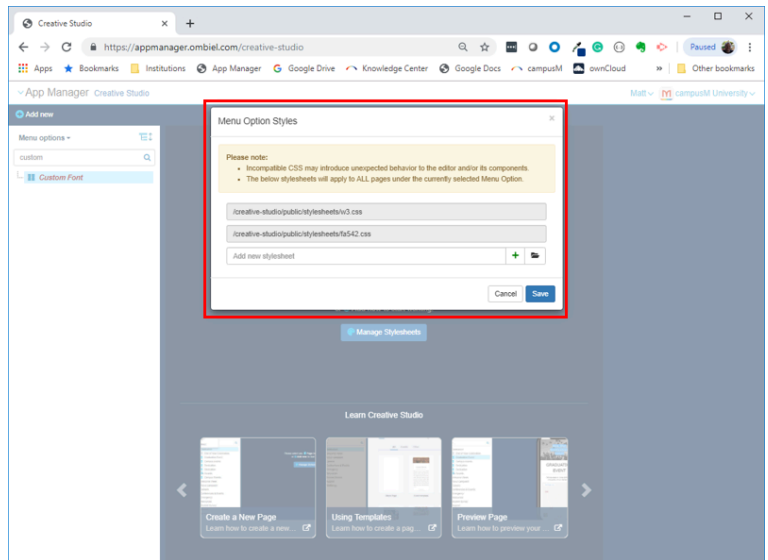 Creative Studio
https://appmanager.ombiel.com/creative-studio
Paused
Apps Bookmarks Institutions App Manager Google Drive Knowledge Center Google Docs campusM ownCloud » Other bookmarks
App Manager Creative Studio
Matt campusM University
Add new
Menu options
custom
Custom Font
Menu Option Styles
Please note:
Incompatible CSS may introduce unexpected behavior to the editor and/or its components.
The below stylesheets will apply to ALL pages under the currently selected Menu Option.
/creative-studio/public/stylesheets/w3.css
/creative-studio/public/stylesheets/fa542.css
Add new stylesheet
Cancel Save
Manage Stylesheets
Learn Creative Studio
Create a New Page
Learn how to create a new...
Using Templates
Learn how to create a pag...
Preview Page
Learn how to preview your ...